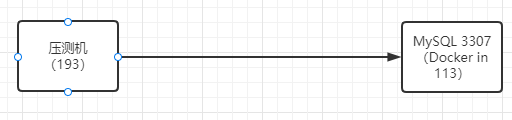 压测机
（193）
MySQL 3307
（Docker in
113）